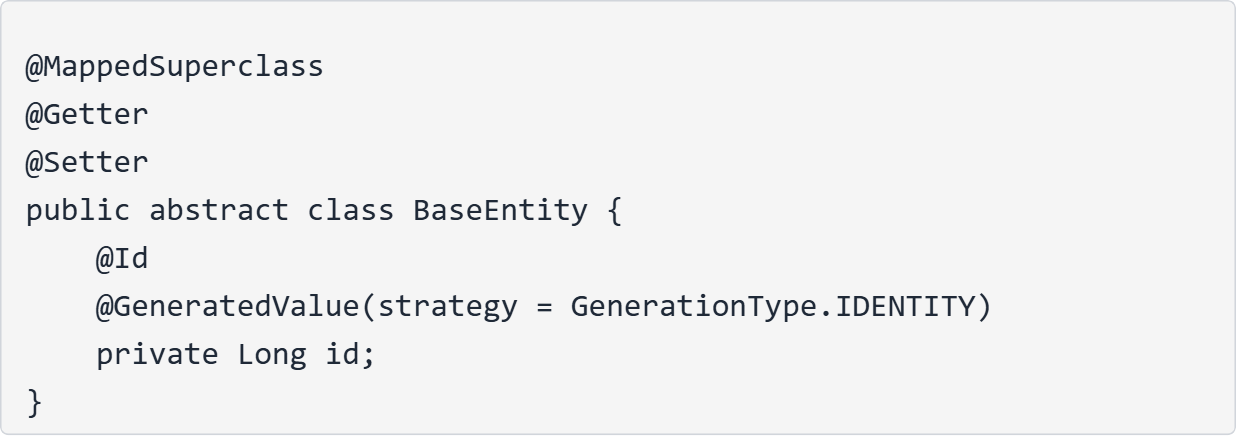 @MappedSuperclass
@Getter
@Setter
public abstract class BaseEntity {
    @Id
    @GeneratedValue(strategy = GenerationType.IDENTITY)
    private Long id;
}